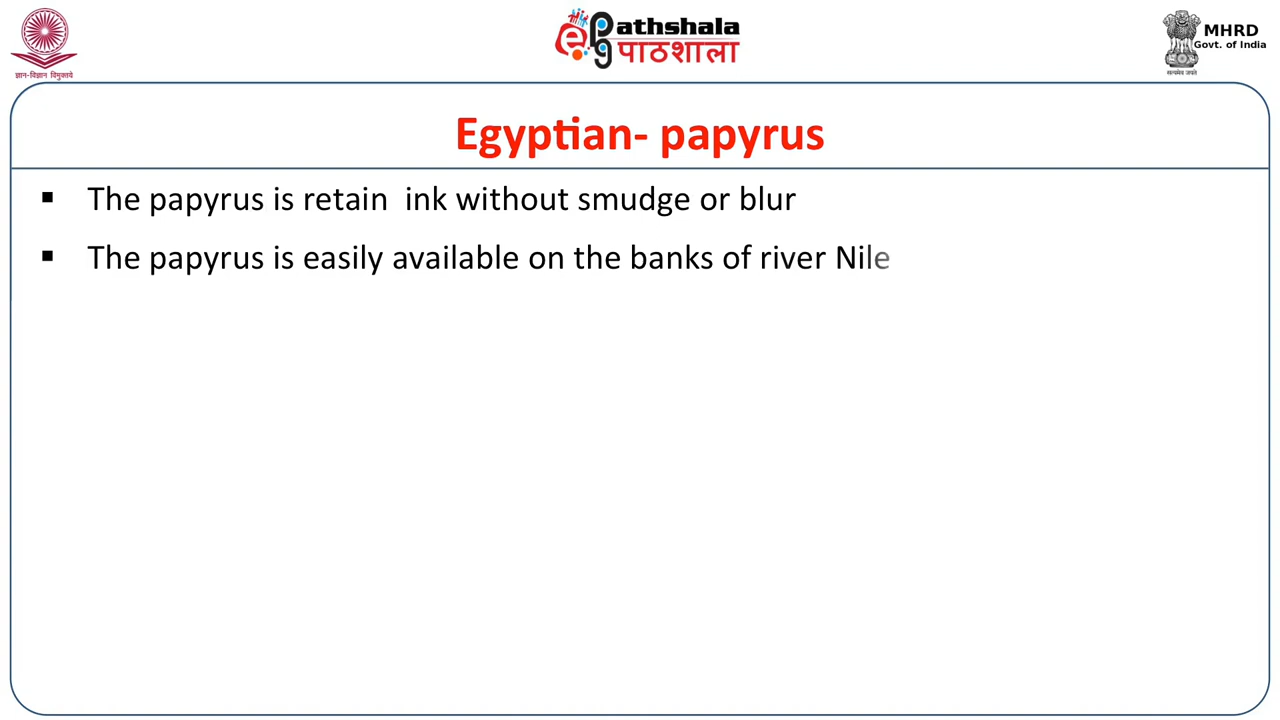 ज्ञान-विज्ञान विमुक्तये
ePathshala
पाठशाला
MHRD
Govt. of India
सत्यमेव जयते
Egyptian- papyrus
▪ The papyrus is retain  ink without smudge or blur
▪ The papyrus is easily available on the banks of river Nile